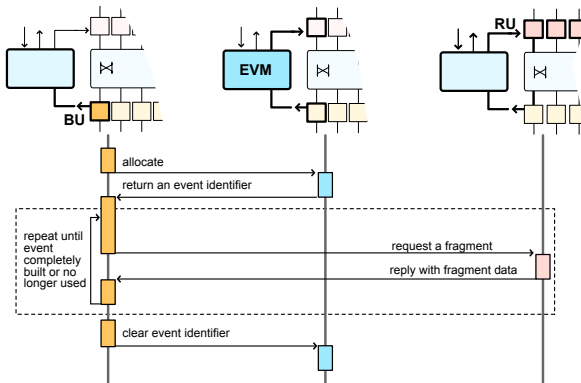 RU
EVM
BU
allocate
return an event identifier
repeat until
event
completely
built or no
longer used
request a fragment
reply with fragment data
clear event identifier